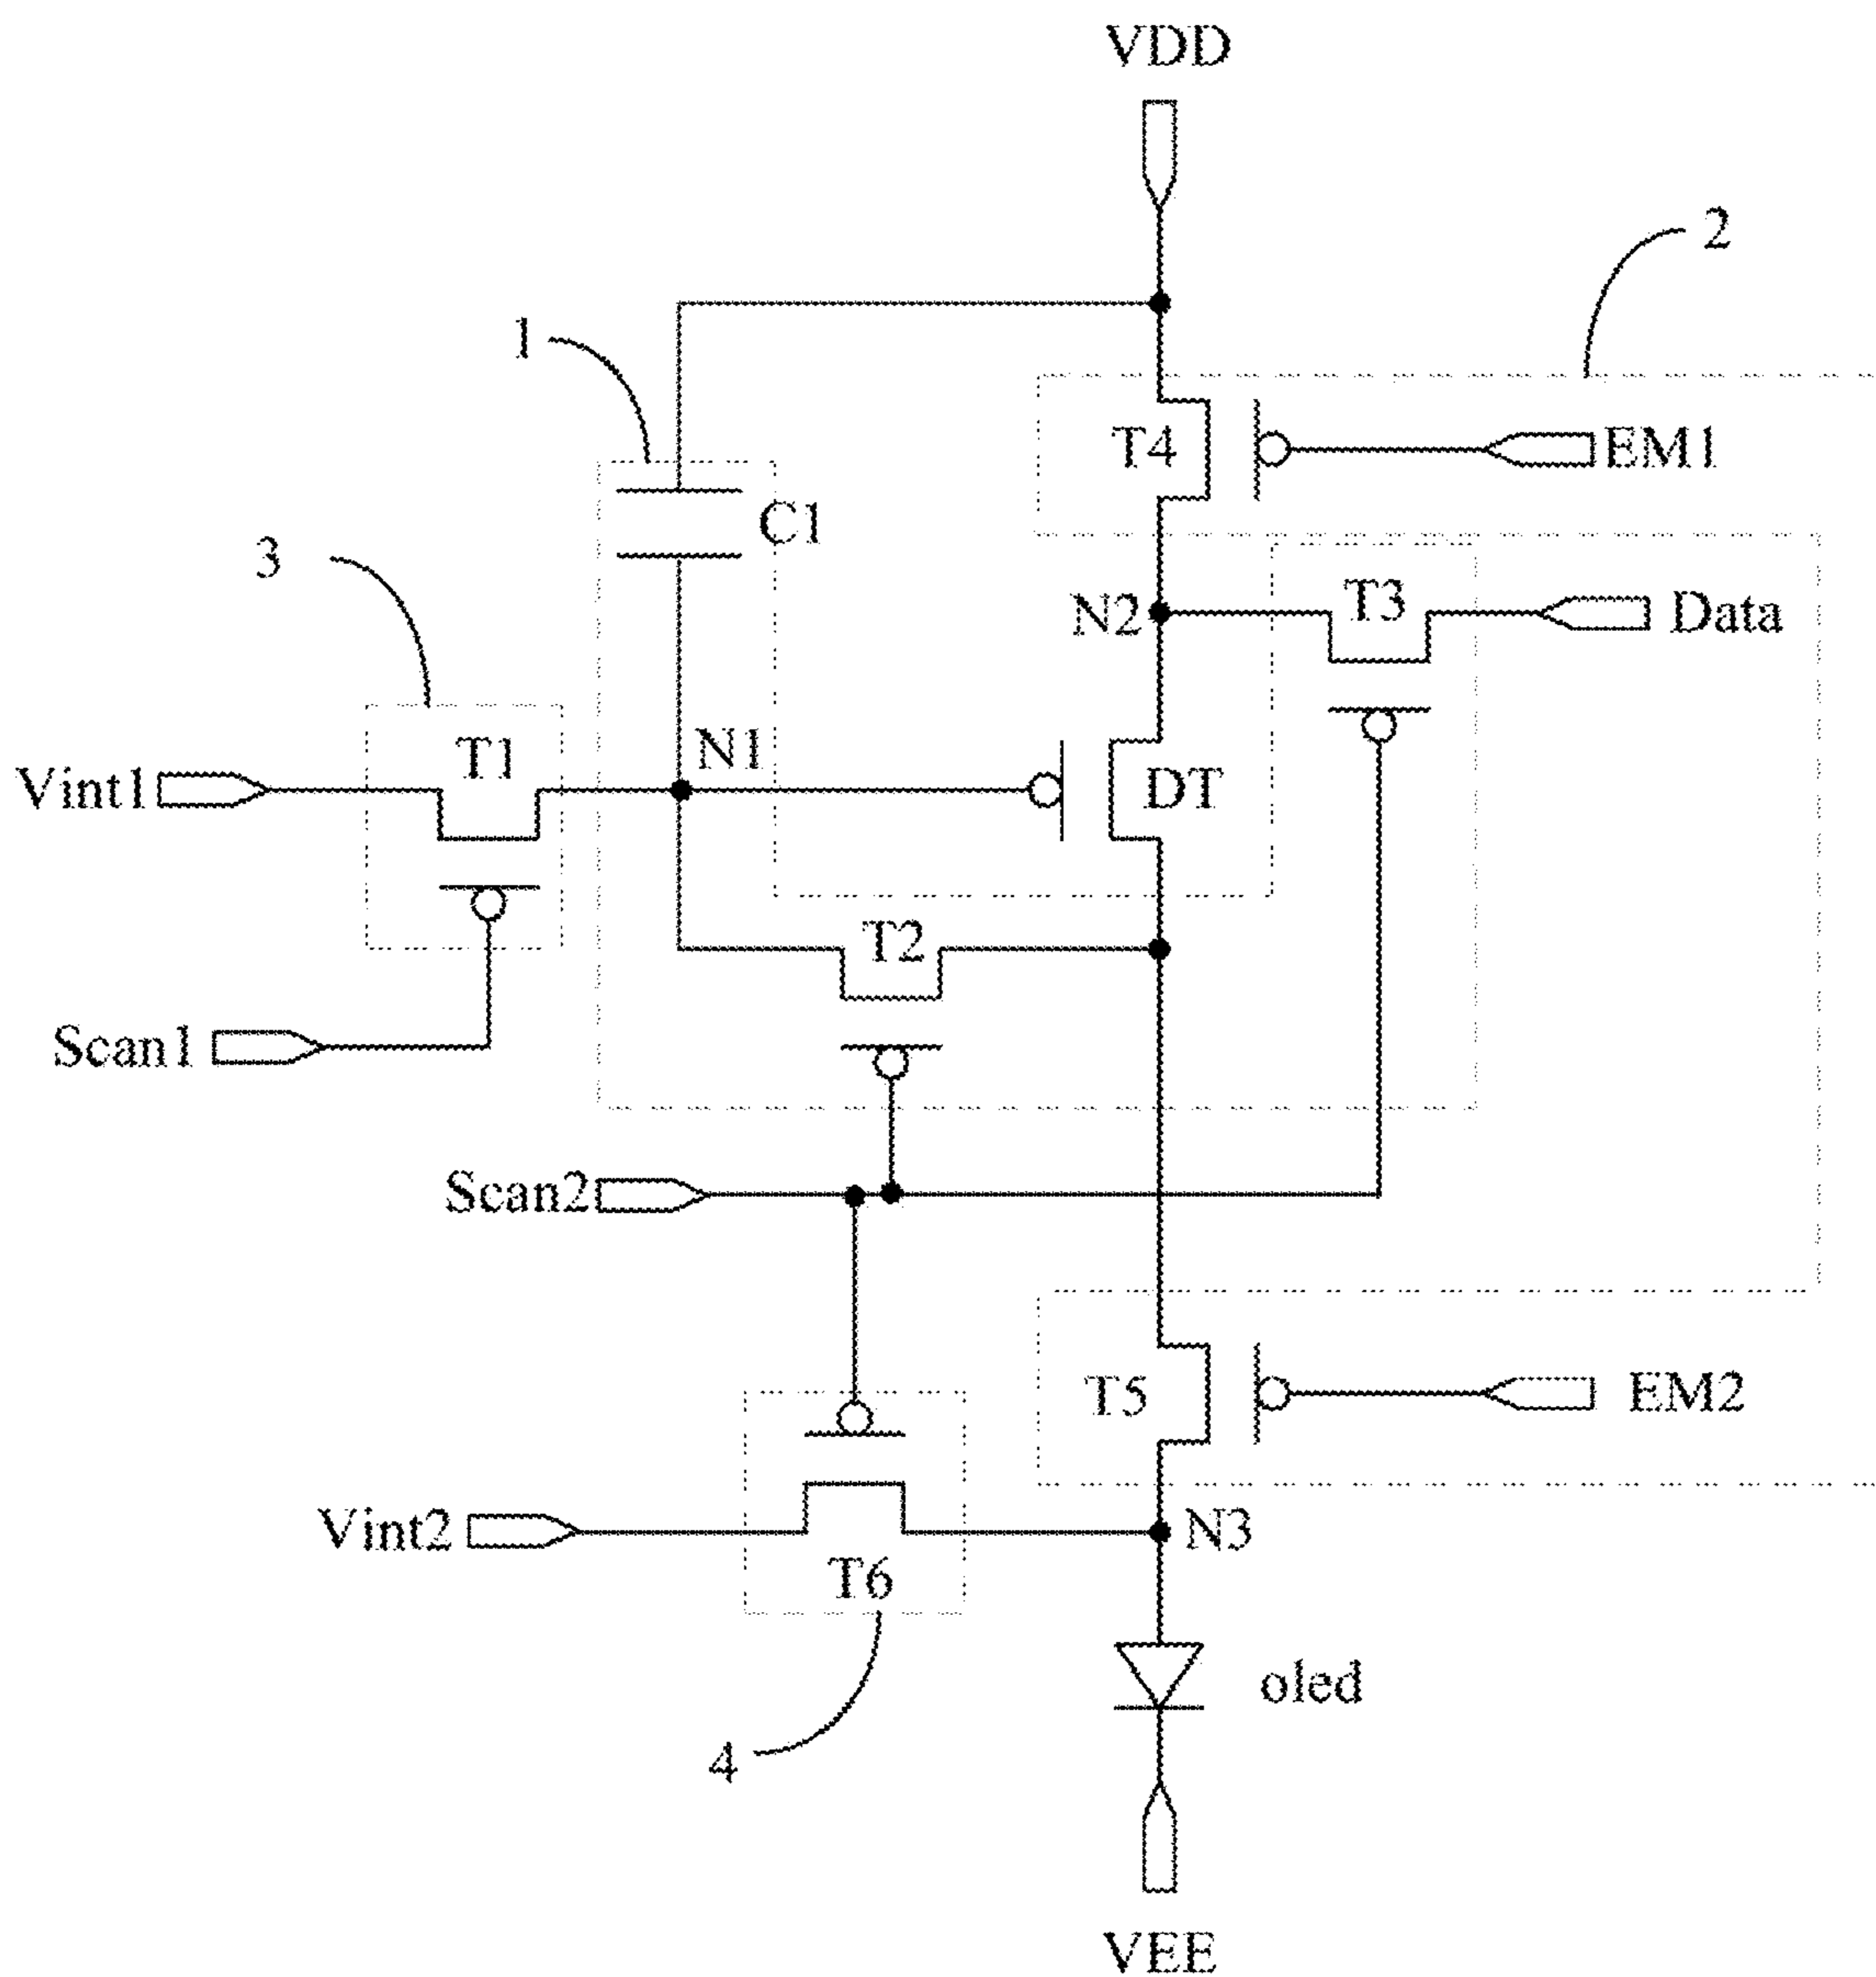 VDD
2
1
T4
EM1
C1
3
T3
N2
Data
N1
T1
Vint1
DT
T2
Scan1
Scan2
T5
EM2
Vint2
N3
T6
oled
4
VEE